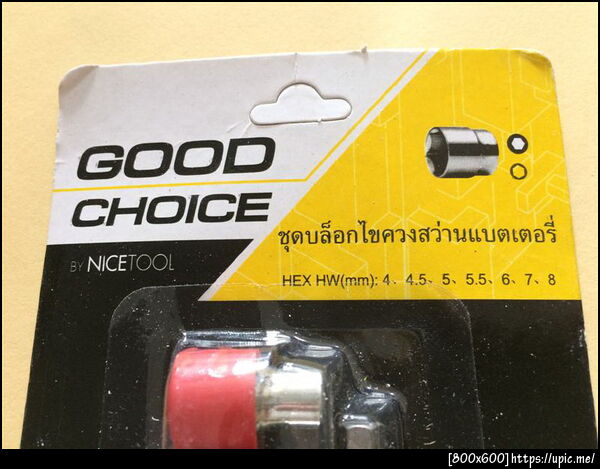 GOOD
CHOICE
BY NICETOOL
ชุดบล็อกไขควงสว่านแบตเตอรี่
HEX HW(mm): 4、4.5、5、5.5、6、7、8
[800x600]https://upic.me/